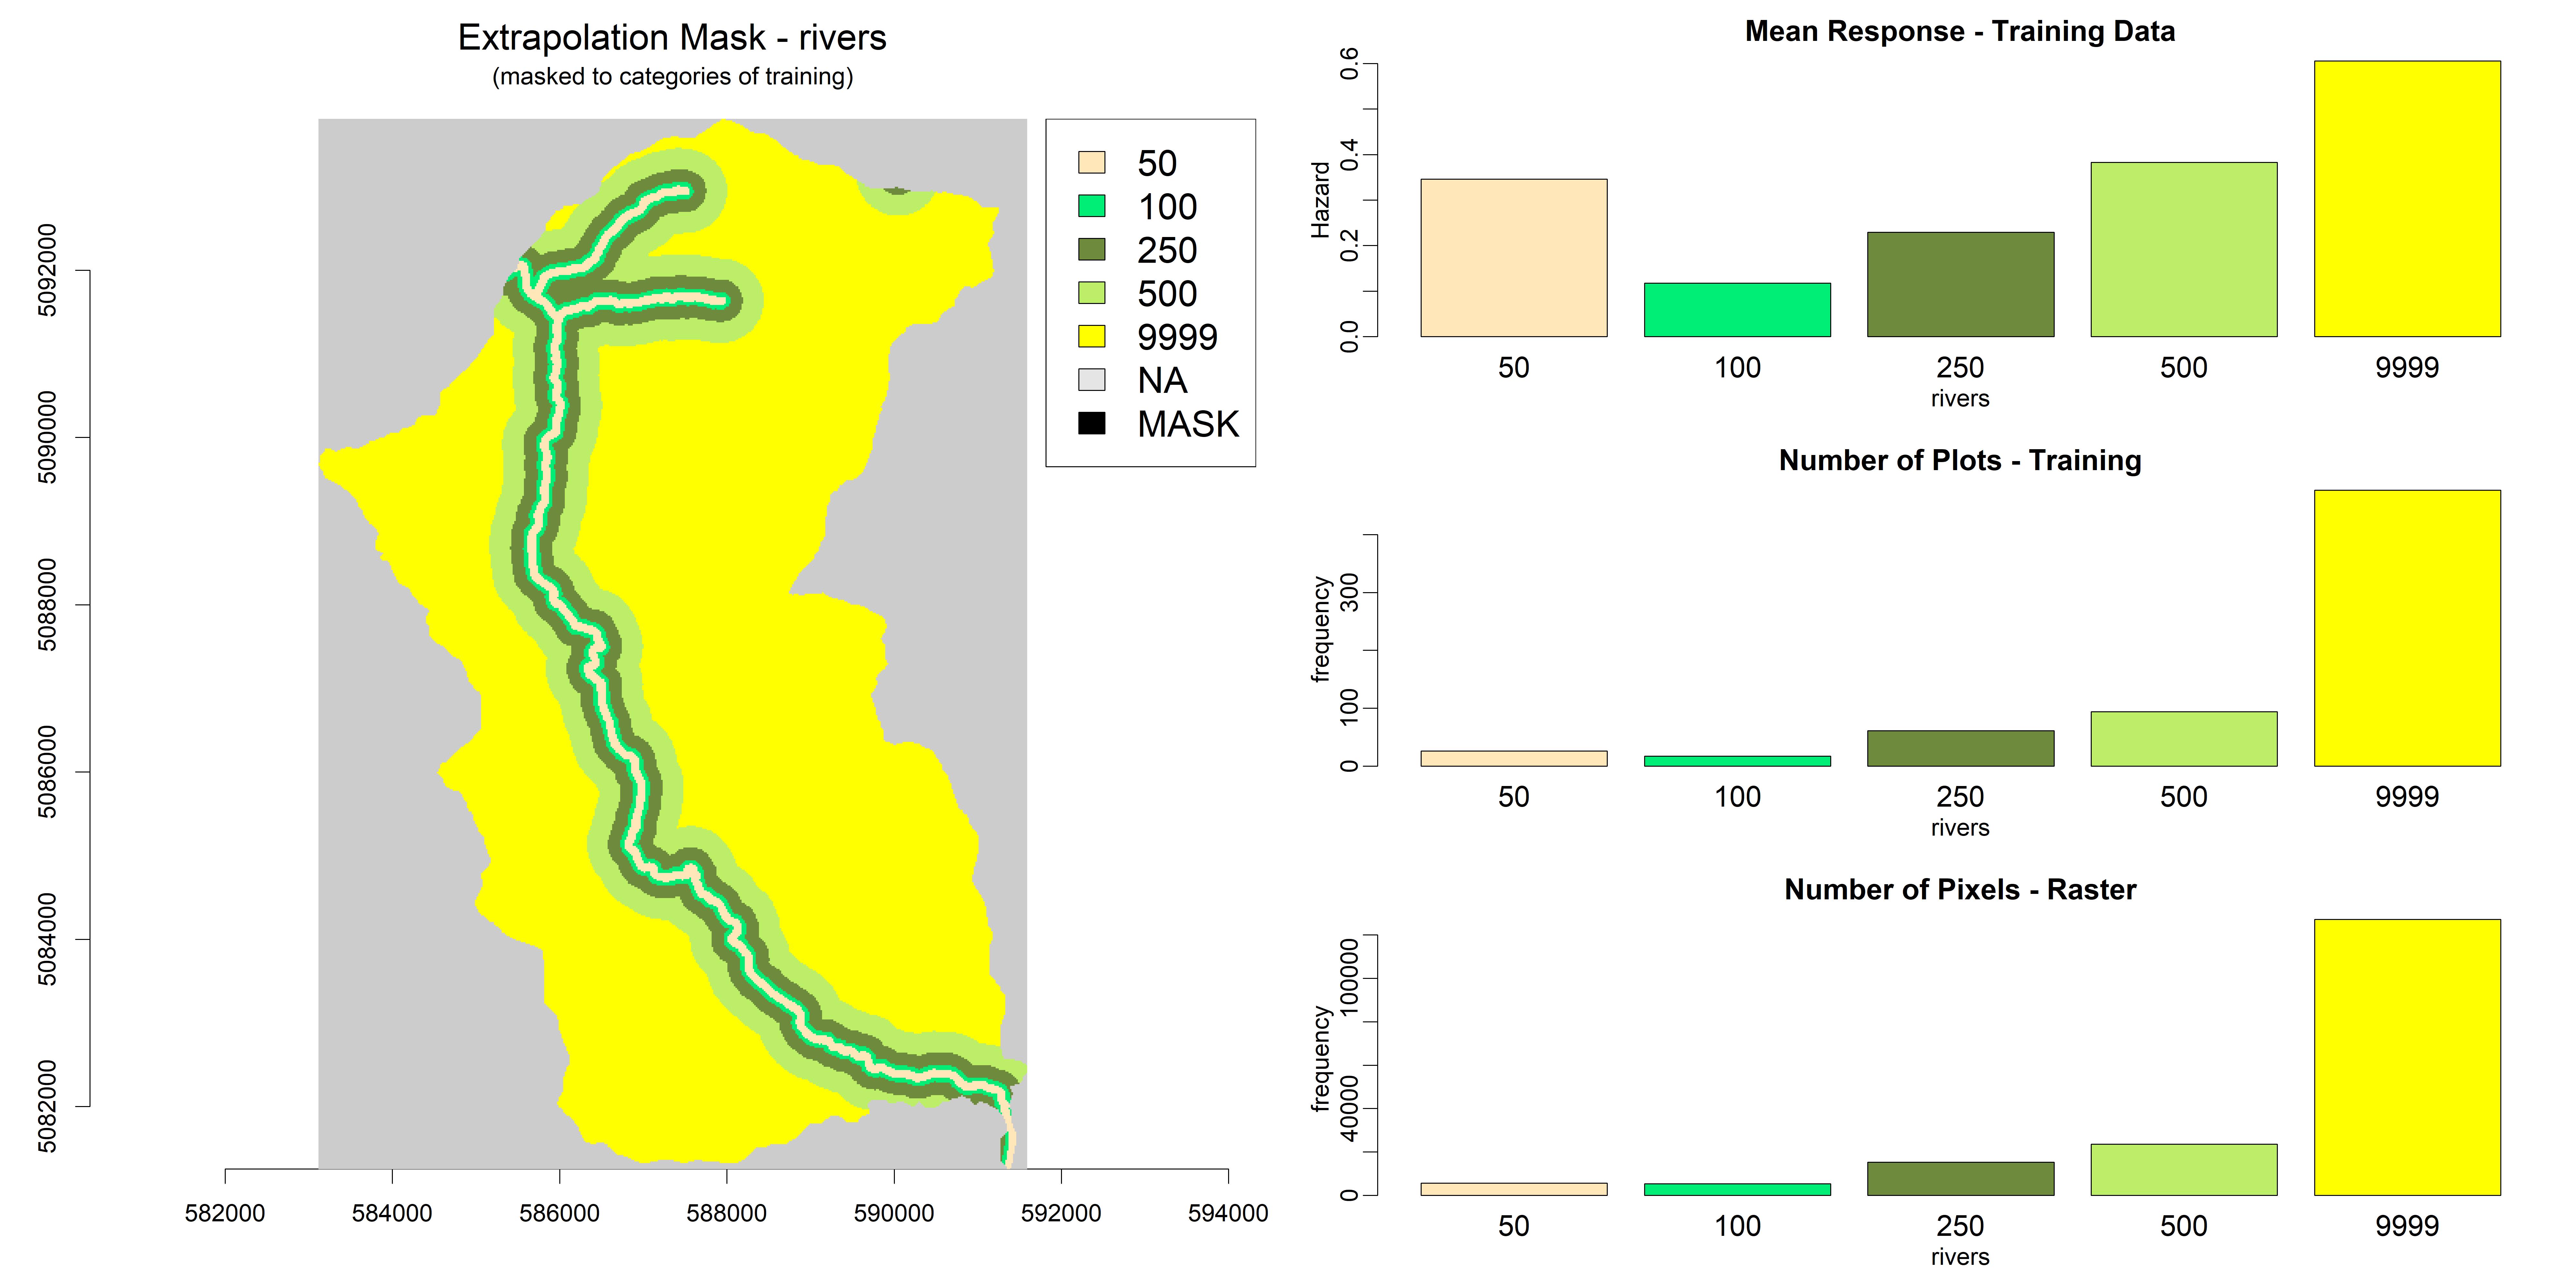 Extrapolation Mask - rivers
(masked to categories of training)
50
100
250
500
9999
NA
MASK
5092000
5090000
5088000
5086000
5084000
5082000
582000 584000 586000 588000 590000 592000 594000
Mean Response - Training Data
Hazard
0.6
0.4
0.2
0.0
50 100 250 500 9999
rivers
Number of Plots - Training
frequency
300
100
0
50 100 250 500 9999
rivers
Number of Pixels - Raster
frequency
100000
40000
0
50 100 250 500 9999
rivers